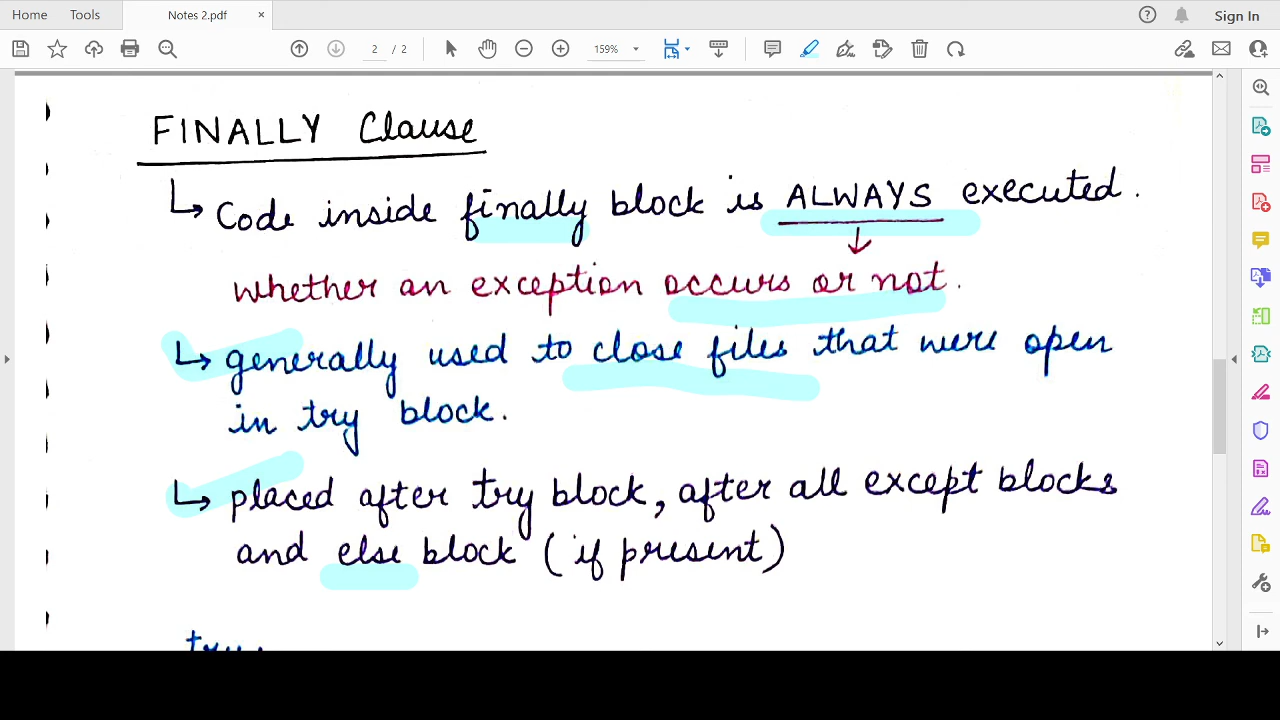 Home Tools Notes 2.pdf × Sign In
2 / 2 159%
FINALLY Clause
↳ Code inside finally block is ALWAYS executed.
whether an exception occurs or not.
↳ generally used to close files that were open
in try block.
↳ placed after try block, after all except blocks
and else block (if present)